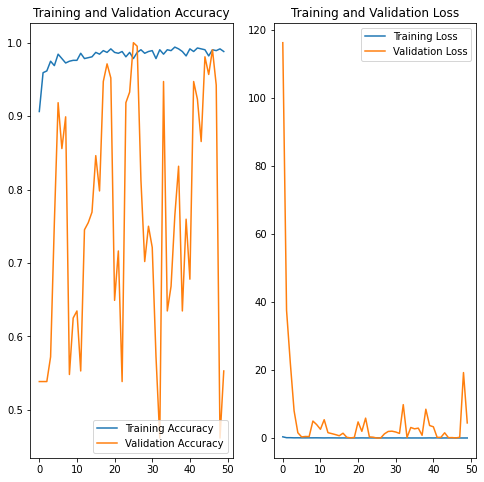 Training and Validation Accuracy
1.0
0.9
0.8
0.7
0.6
0.5
0 10 20 30 40 50
Training Accuracy
Validation Accuracy
Training and Validation Loss
120
100
80
60
40
20
0
0 10 20 30 40 50
Training Loss
Validation Loss